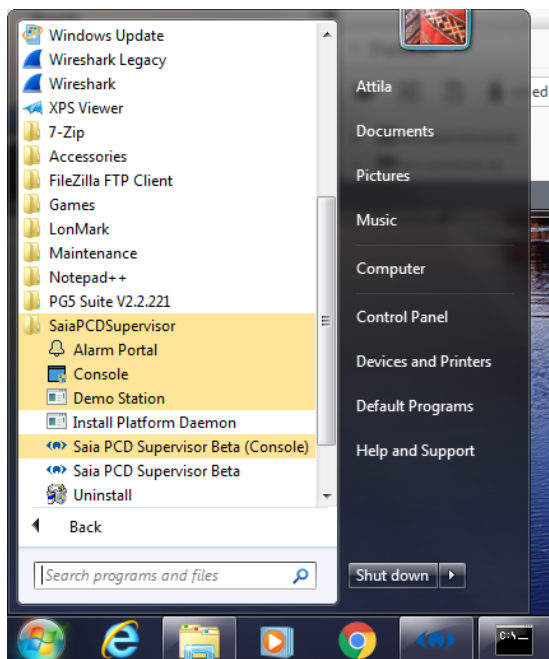 Windows Update
Wireshark Legacy
Wireshark
XPS Viewer
7-Zip
Accessories
FileZilla FTP Client
Games
LonMark
Maintenance
Notepad++
PG5 Suite V2.2.221
SaiaPCDSupervisor
Alarm Portal
Console
Demo Station
Install Platform Daemon
Saia PCD Supervisor Beta (Console)
Saia PCD Supervisor Beta
Uninstall
Back
Search programs and files
Attila
Documents
Pictures
Music
Computer
Control Panel
Devices and Printers
Default Programs
Help and Support
Shut down
ed
C:\_